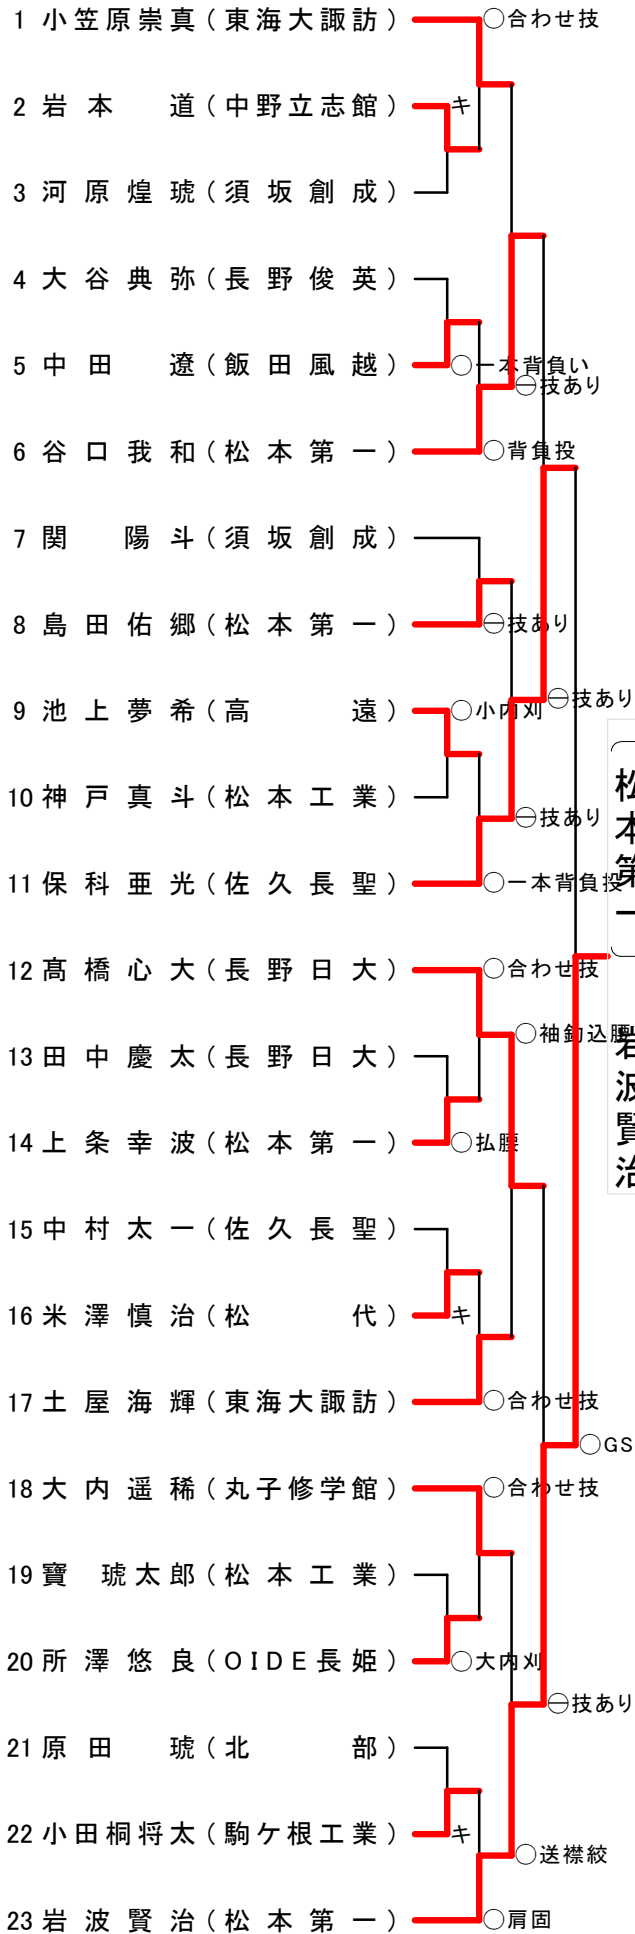 1 小笠原崇真(東海大諏訪) ○合わせ技
2 岩本 道(中野立志館) キ
3 河原煌琥(須坂創成)
4 大谷典弥(長野俊英)
5 中田 遼(飯田風越) ○一本背負い
⊖技あり
6 谷口我和(松本第一) ○背負投
7 関 陽斗(須坂創成)
8 島田佑郷(松本第一) ⊖技あり
⊖技あり
9 池上夢希(高遠) ○小内刈
10 神戸真斗(松本工業)
⊖技あり
11 保科亜光(佐久長聖) ○一本背負投
12 髙橋心大(長野日大) ○合わせ技
○袖釣込腰
13 田中慶太(長野日大)
14 上条幸波(松本第一) ○払腰
15 中村太一(佐久長聖)
16 米澤慎治(松代) キ
17 土屋海輝(東海大諏訪) ○合わせ技
○GS
18 大内遥稀(丸子修学館) ○合わせ技
19 寶 琥太郎(松本工業)
20 所澤悠良(OIDE長姫) ○大内刈
⊖技あり
21 原田 琥(北部)
22 小田桐将太(駒ケ根工業) キ
○送襟絞
23 岩波賢治(松本第一) ○肩固
松本第一
岩波賢治